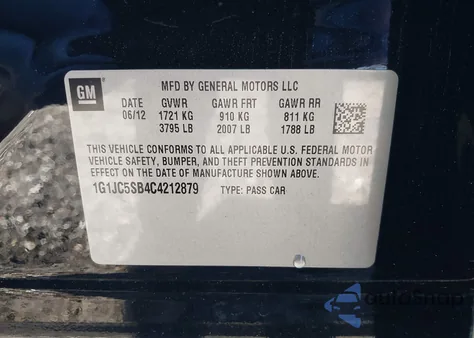 GM
MFD BY GENERAL MOTORS LLC
DATE GVWR GAWR FRT GAWR RR
06/12 1721 KG 910 KG 811 KG
3795 LB 2007 LB 1788 LB
THIS VEHICLE CONFORMS TO ALL APPLICABLE U.S. FEDERAL MOTOR
VEHICLE SAFETY, BUMPER, AND THEFT PREVENTION STANDARDS IN
EFFECT ON THE DATE OF MANUFACTURE SHOWN ABOVE.
1G1JC5SB4C4212879 TYPE: PASS CAR
autoSnap